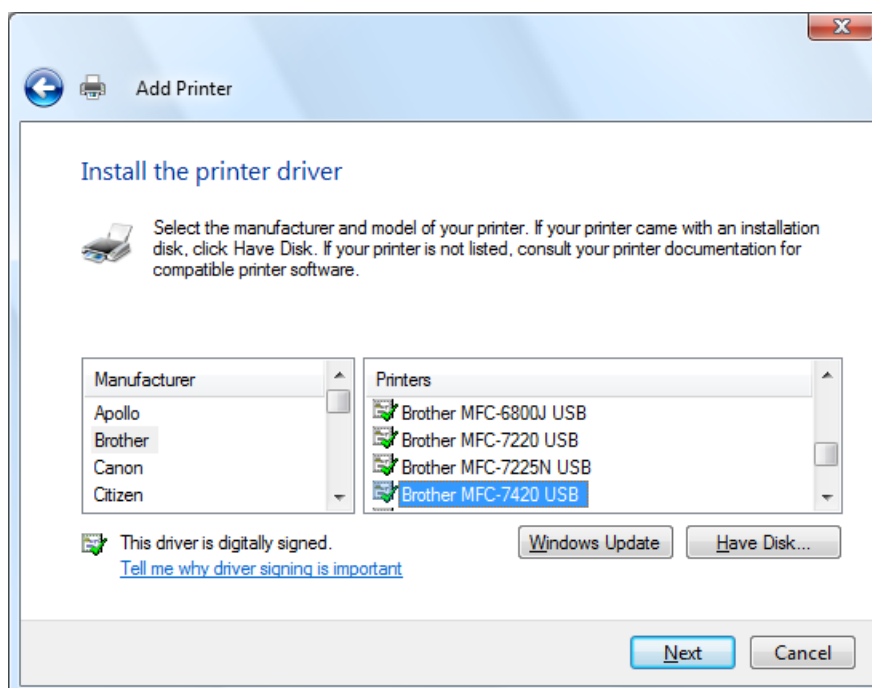 Add Printer
Install the printer driver
Select the manufacturer and model of your printer. If your printer came with an installation
disk, click Have Disk. If your printer is not listed, consult your printer documentation for
compatible printer software.
Manufacturer
Apollo
Brother
Canon
Citizen
Printers
Brother MFC-6800J USB
Brother MFC-7220 USB
Brother MFC-7225N USB
Brother MFC-7420 USB
This driver is digitally signed.
Tell me why driver signing is important
Windows Update
Have Disk...
Next
Cancel